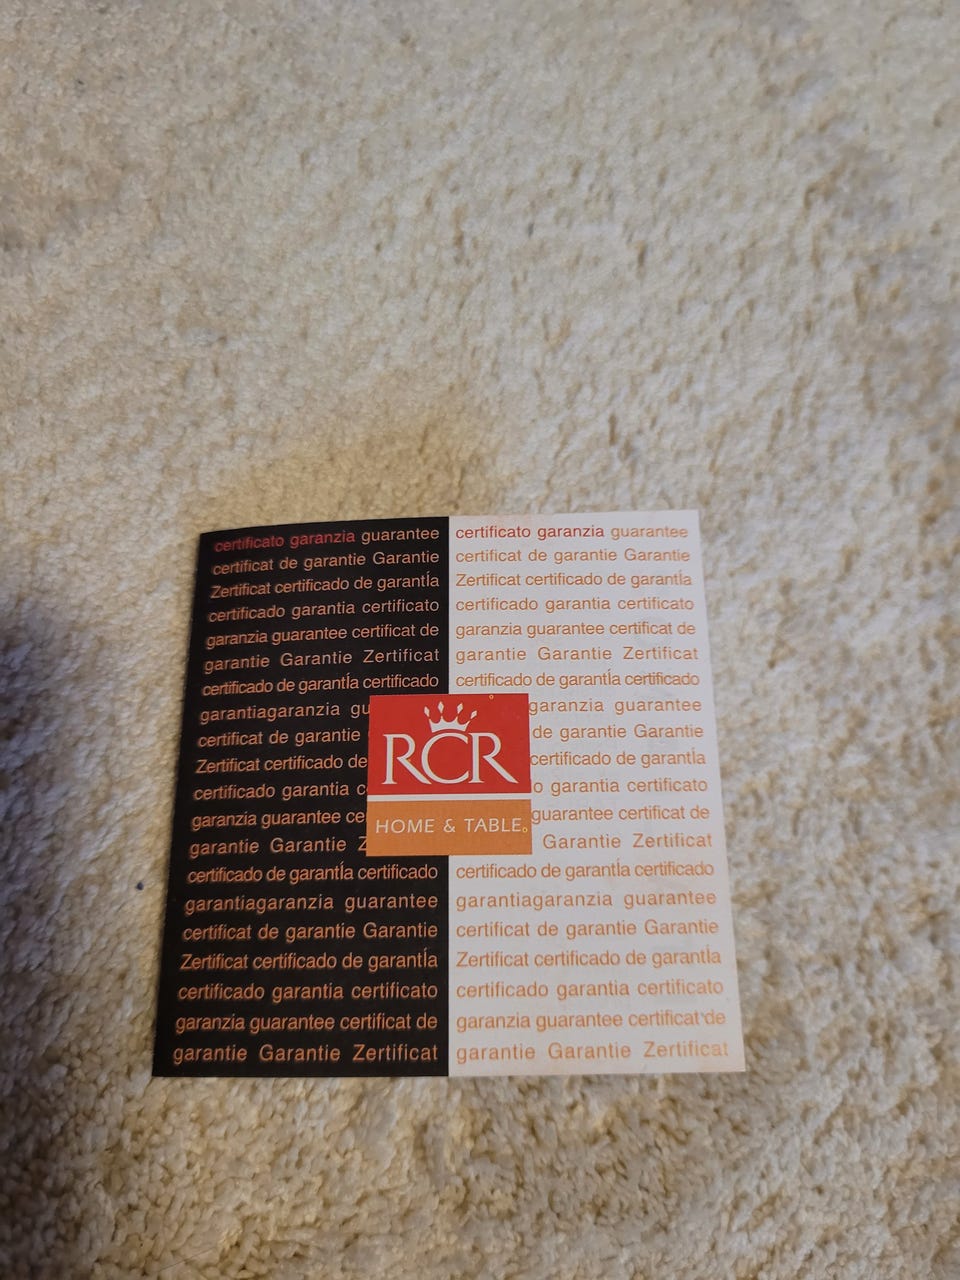 certificato garanzia guarantee
certificat de garantie Garantie
Zertificat certificado de garantía
certificado garantia certificato
garanzia guarantee certificat de
garantie Garantie Zertificat
certificado de garantía certificado
garantiagaranzia gu
certificat de garantie
Zertificat certificado de
certificado garantia c
garanzia guarantee ce
garantie Garantie Z
certificado de garantía certificado
garantiagaranzia guarantee
certificat de garantie Garantie
Zertificat certificado de garantía
certificado garantia certificato
garanzia guarantee certificat de
garantie Garantie Zertificat
RCR
HOME & TABLE
certificato garanzia guarantee
certificat de garantie Garantie
Zertificat certificado de garantía
certificado garantia certificato
garanzia guarantee certificat de
garantie Garantie Zertificat
certificado de garantía certificado
garanzia guarantee
de garantie Garantie
certificado de garantía
o garantia certificato
guarantee certificat de
Garantie Zertificat
certificado de garantía certificado
garantiagaranzia guarantee
certificat de garantie Garantie
Zertificat certificado de garantía
certificado garantia certificato
garanzia guarantee certificat de
garantie Garantie Zertificat